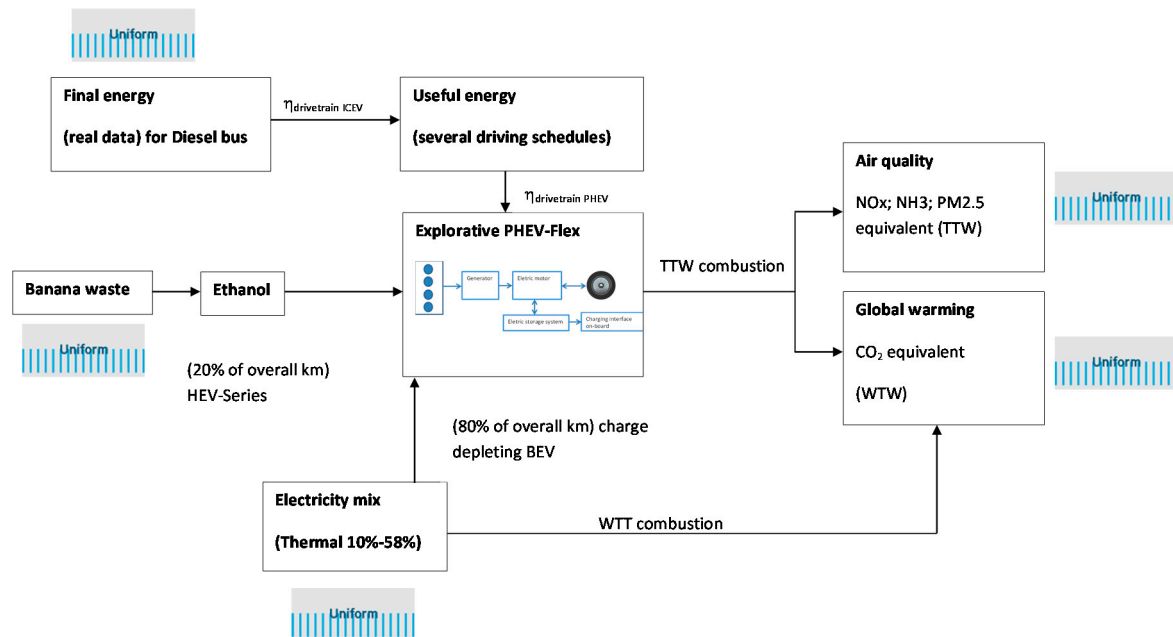 Uniform
Final energy
(real data) for Diesel bus
ηdrivetrain ICEV
Useful energy
(several driving schedules)
ηdrivetrain PHEV
Air quality
NOx; NH3; PM2.5
equivalent (TTW)
Uniform
Explorative PHEV-Flex
Generator
Eletric motor
Eletric storage system
Charging interface
on-board
TTW combustion
Banana waste
Ethanol
Uniform
(20% of overall km)
HEV-Series
Global warming
CO₂ equivalent
(WTW)
Uniform
(80% of overall km) charge
depleting BEV
Electricity mix
(Thermal 10%-58%)
WTT combustion
Uniform